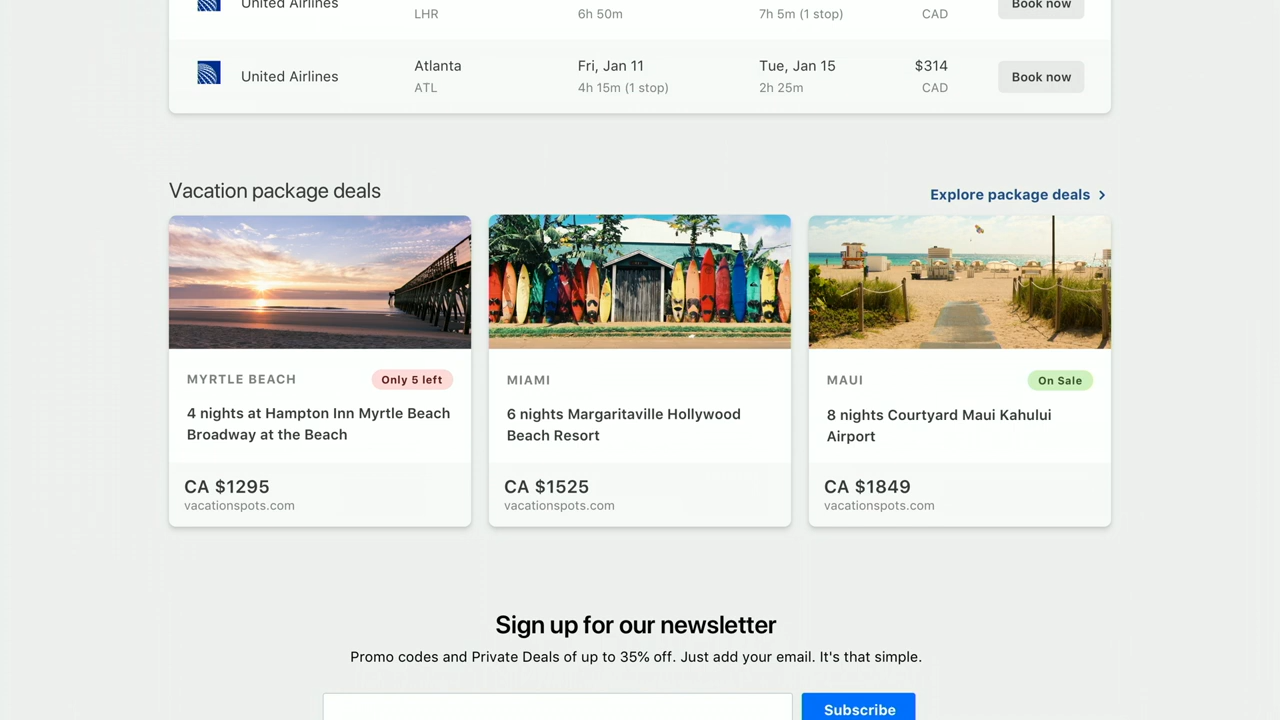 United Airlines
LHR
6h 50m
7h 5m (1 stop)
CAD
Book now
Atlanta
Fri, Jan 11
Tue, Jan 15
$314
United Airlines
Book now
ATL
4h 15m (1 stop)
2h 25m
CAD
Vacation package deals
Explore package deals
MYRTLE BEACH
Only 5 left
4 nights at Hampton Inn Myrtle Beach
Broadway at the Beach
CA $1295
vacationspots.com
MIAMI
6 nights Margaritaville Hollywood
Beach Resort
CA $1525
vacationspots.com
MAUI
On Sale
8 nights Courtyard Maui Kahului
Airport
CA $1849
vacationspots.com
Sign up for our newsletter
Promo codes and Private Deals of up to 35% off. Just add your email. It's that simple.
Subscribe